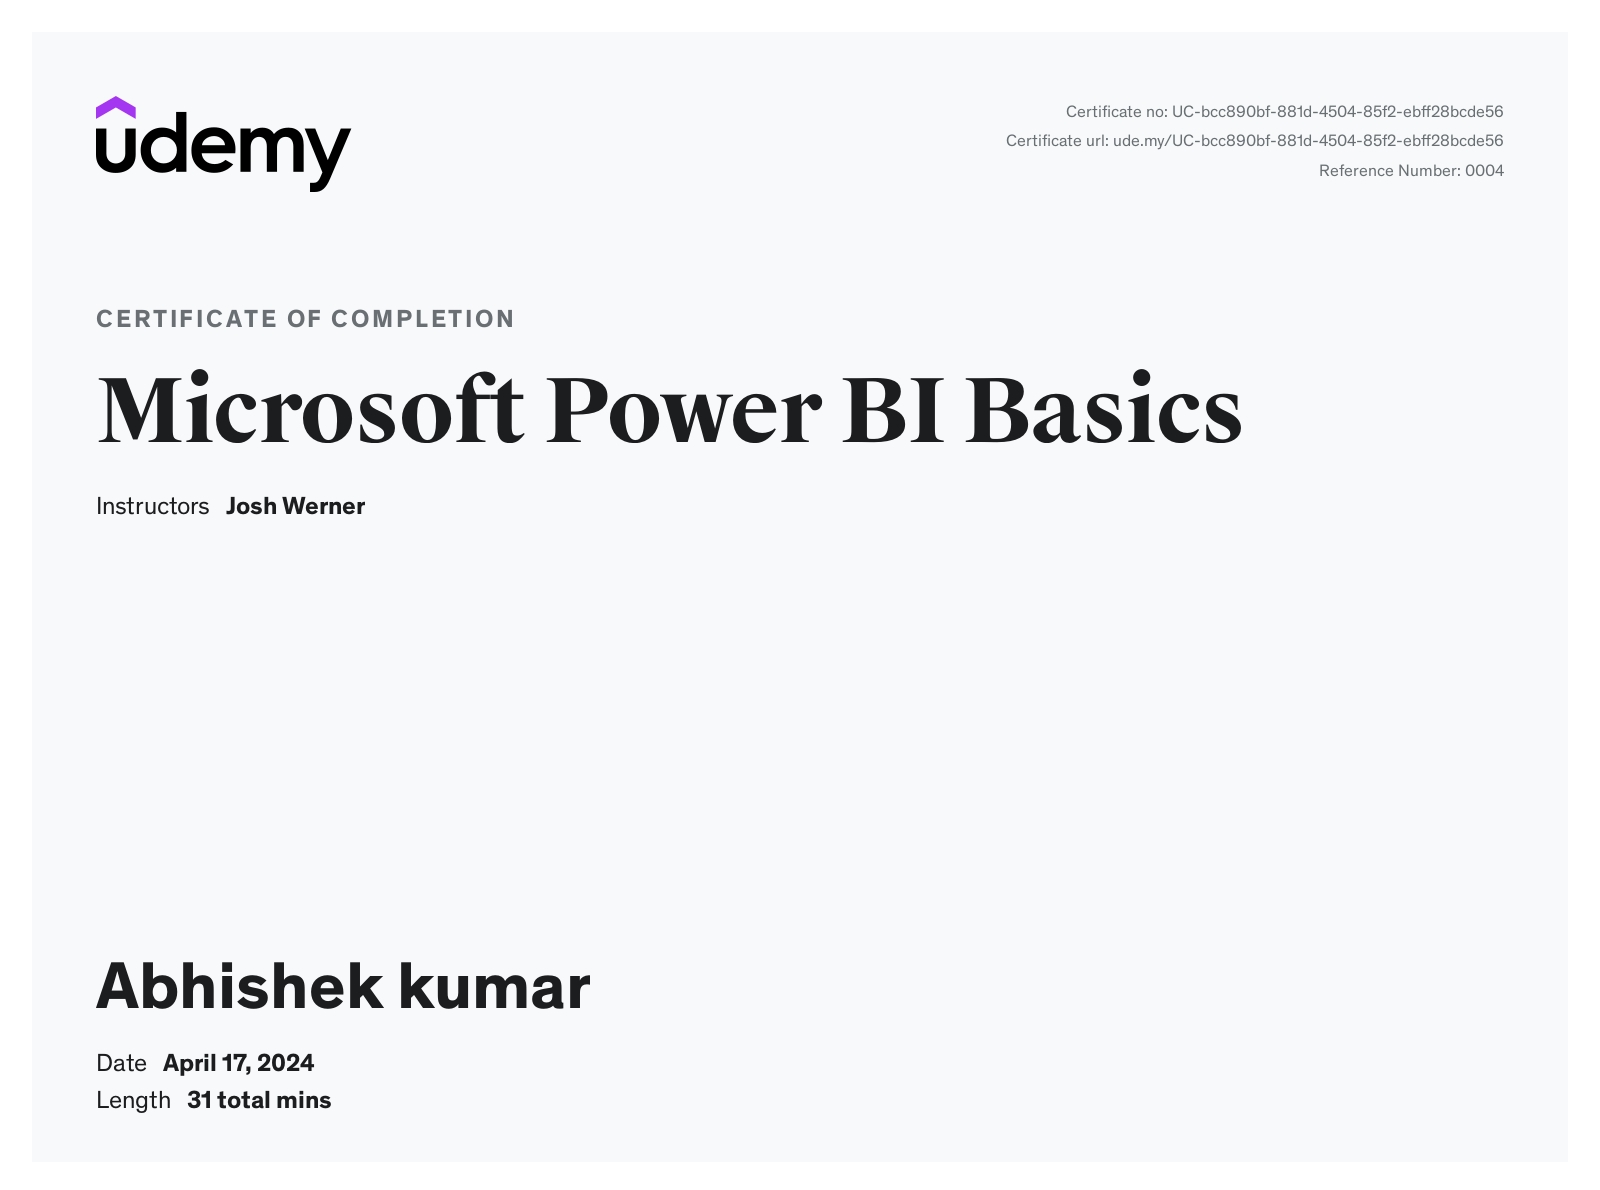 udemy
Certificate no: UC-bcc890bf-881d-4504-85f2-ebff28bcde56
Certificate url: ude.my/UC-bcc890bf-881d-4504-85f2-ebff28bcde56
Reference Number: 0004
CERTIFICATE OF COMPLETION
Microsoft Power BI Basics
Instructors Josh Werner
Abhishek kumar
Date April 17, 2024
Length 31 total mins